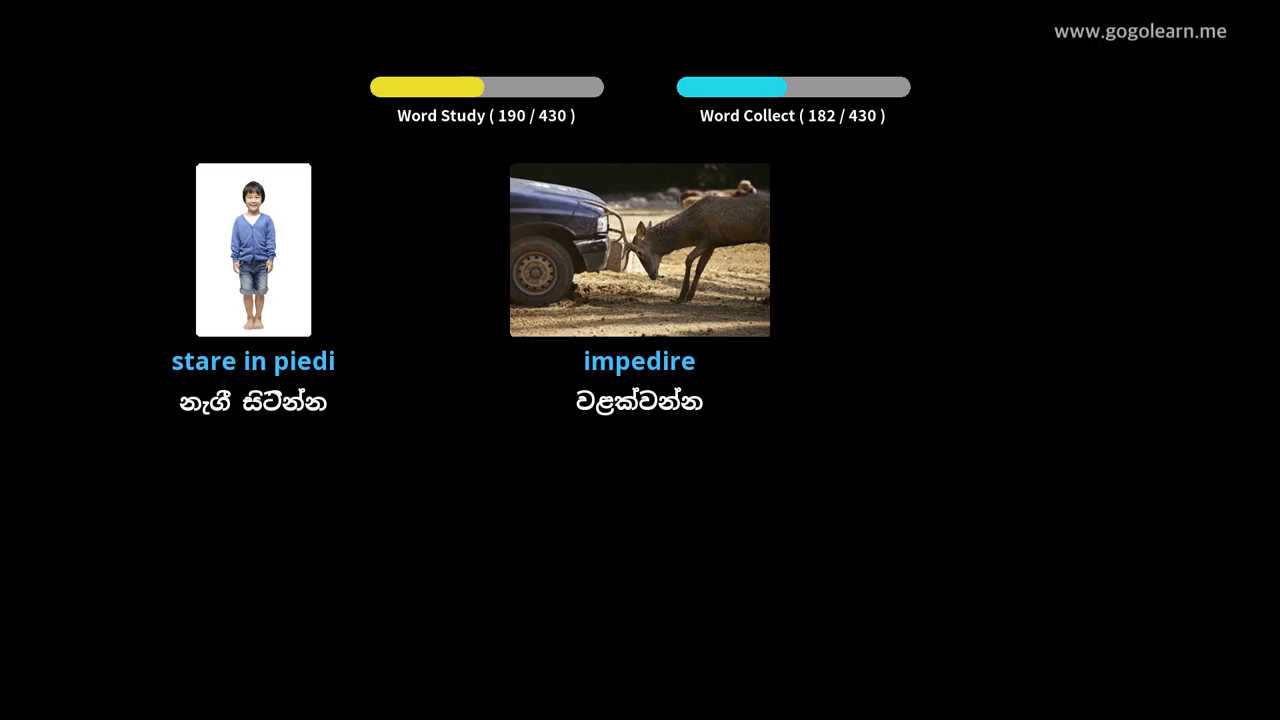 www.gogolearn.me
Word Study ( 190 / 430 )
Word Collect ( 182 / 430 )
stare in piedi
impedire
නැගී සිටින්න
වළක්වන්න